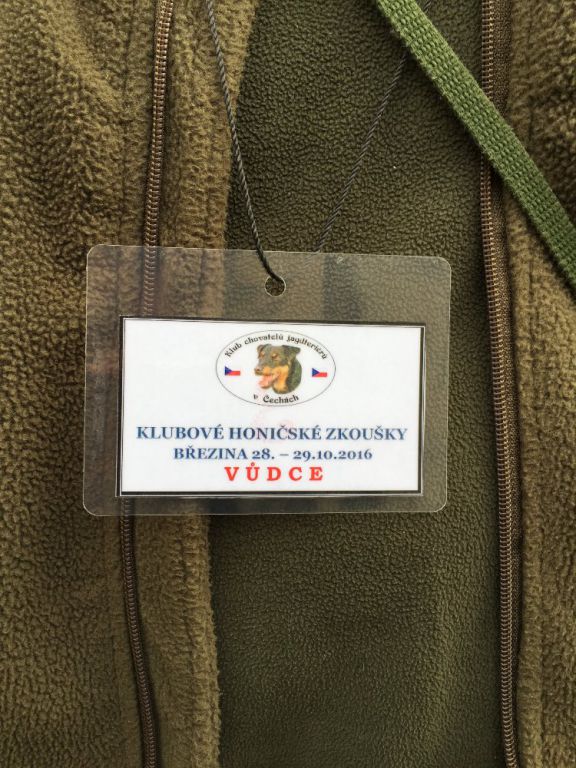 Klub chovatelů jagdteriérů
v Čechách
KLUBOVÉ HONIČSKÉ ZKOUŠKY
BŘEZINA 28. – 29.10.2016
VŮDCE